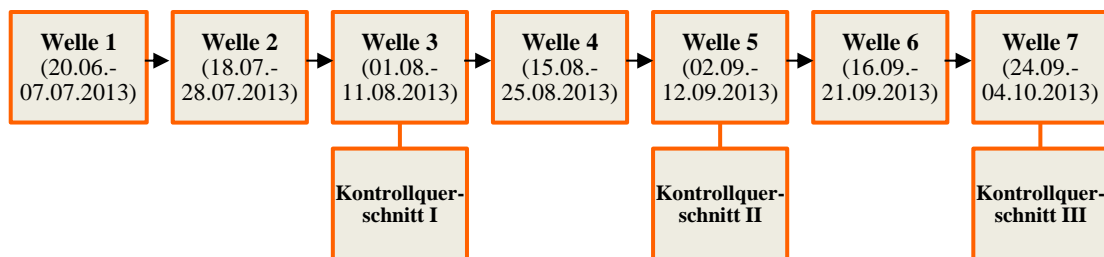 Welle 1
(20.06.-
07.07.2013)
Welle 2
(18.07.-
28.07.2013)
Welle 3
(01.08.-
11.08.2013)
Welle 4
(15.08.-
25.08.2013)
Welle 5
(02.09.-
12.09.2013)
Welle 6
(16.09.-
21.09.2013)
Welle 7
(24.09.-
04.10.2013)
Kontrollquer-
schnitt I
Kontrollquer-
schnitt II
Kontrollquer-
schnitt III